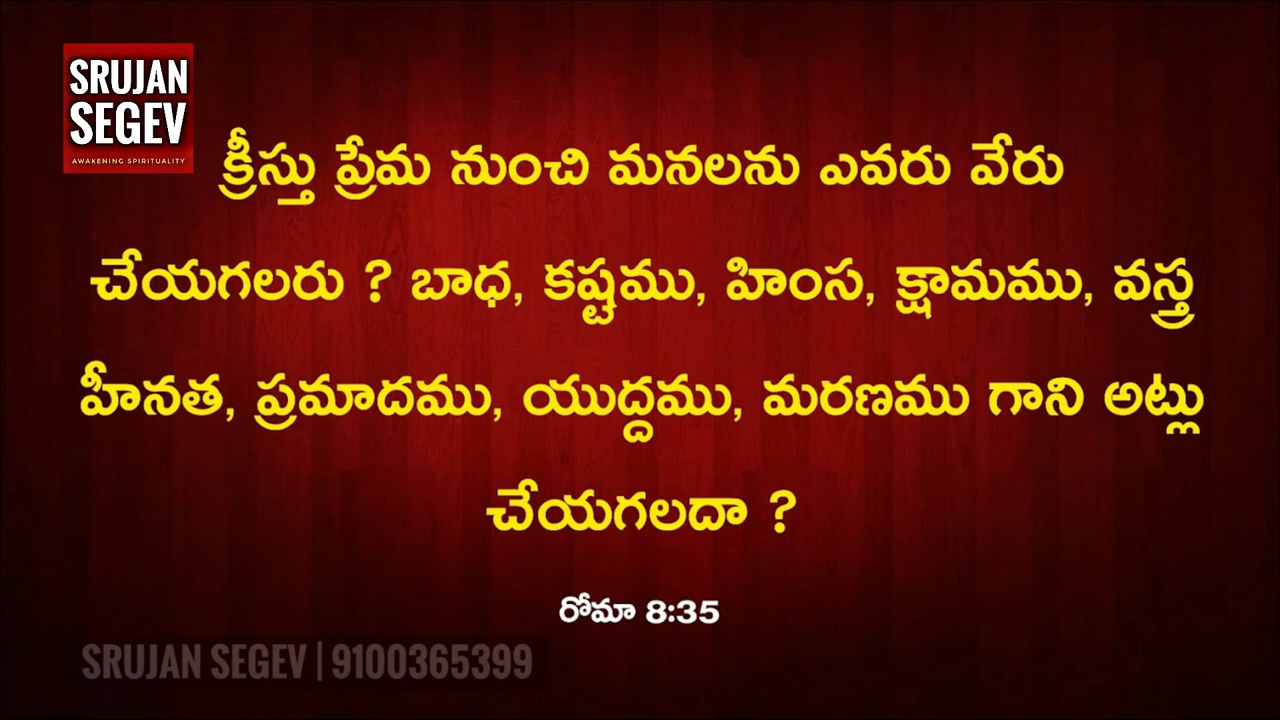 SRUJAN
SEGEV
AWAKENING SPIRITUALITY
క్రీస్తు ప్రేమ నుంచి మనలను ఎవరు వేరు
చేయగలరు ? బాధ, కష్టము, హింస, క్షామము, వస్త్ర
హీనత, ప్రమాదము, యుద్దము, మరణము గాని అట్లు
చేయగలదా ?
రోమా 8:35
SRUJAN SEGEV | 9100365399